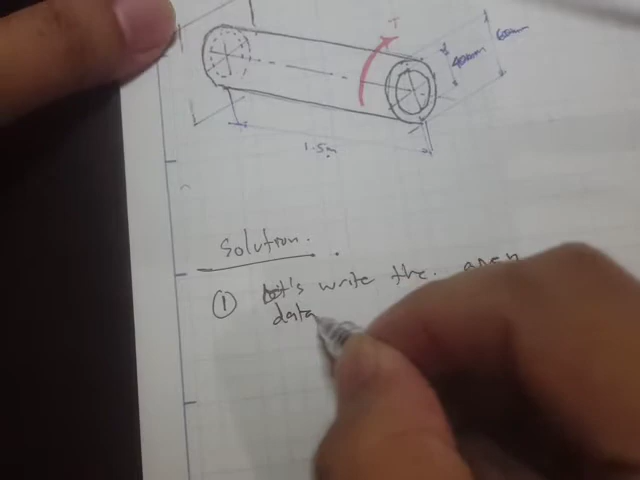 T
40mm
60mm
1.5m
Solution.
① Let's write the given
data